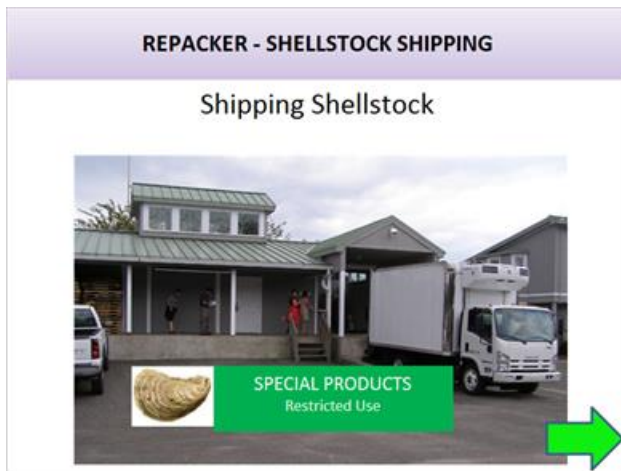 REPACKER - SHELLSTOCK SHIPPING
Shipping Shellstock
SPECIAL PRODUCTS
Restricted Use